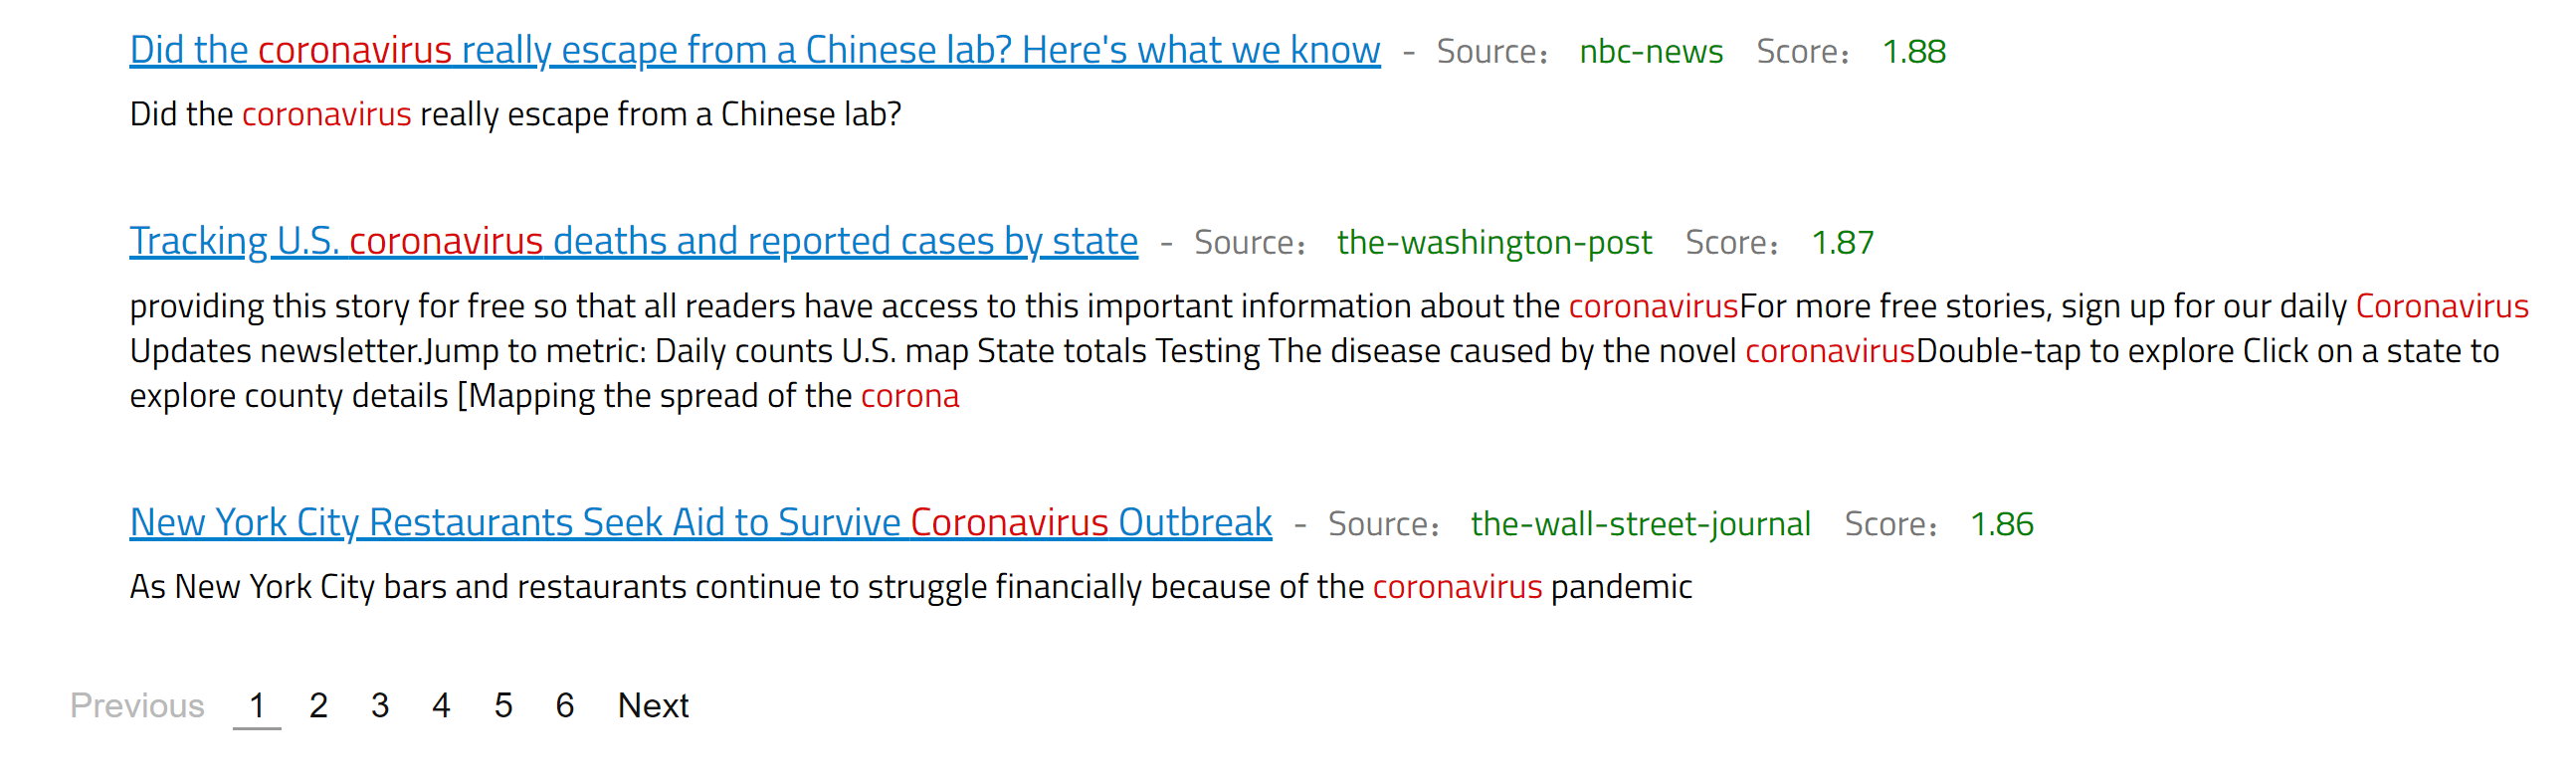 Did the coronavirus really escape from a Chinese lab? Here's what we know - Source： nbc-news Score： 1.88
Did the coronavirus really escape from a Chinese lab?
Tracking U.S. coronavirus deaths and reported cases by state - Source： the-washington-post Score： 1.87
providing this story for free so that all readers have access to this important information about the coronavirusFor more free stories, sign up for our daily Coronavirus
Updates newsletter.Jump to metric: Daily counts U.S. map State totals Testing The disease caused by the novel coronavirusDouble-tap to explore Click on a state to
explore county details [Mapping the spread of the corona
New York City Restaurants Seek Aid to Survive Coronavirus Outbreak - Source： the-wall-street-journal Score： 1.86
As New York City bars and restaurants continue to struggle financially because of the coronavirus pandemic
Previous 1 2 3 4 5 6 Next